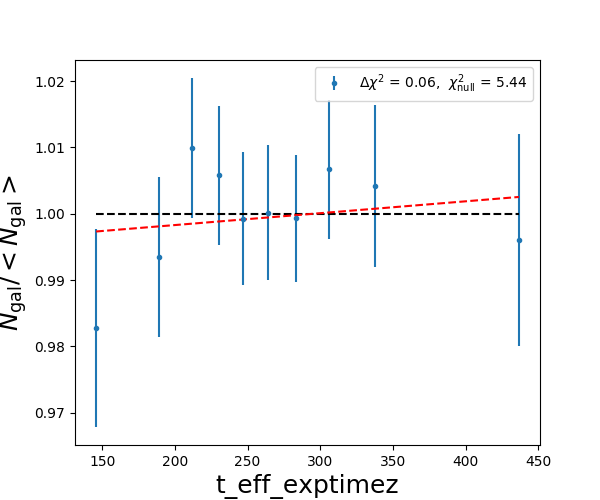 Δχ² = 0.06, χ²null = 5.44
1.02
1.01
1.00
0.99
0.98
0.97
Ngal/ < Ngal >
150 200 250 300 350 400 450
t_eff_exptimez